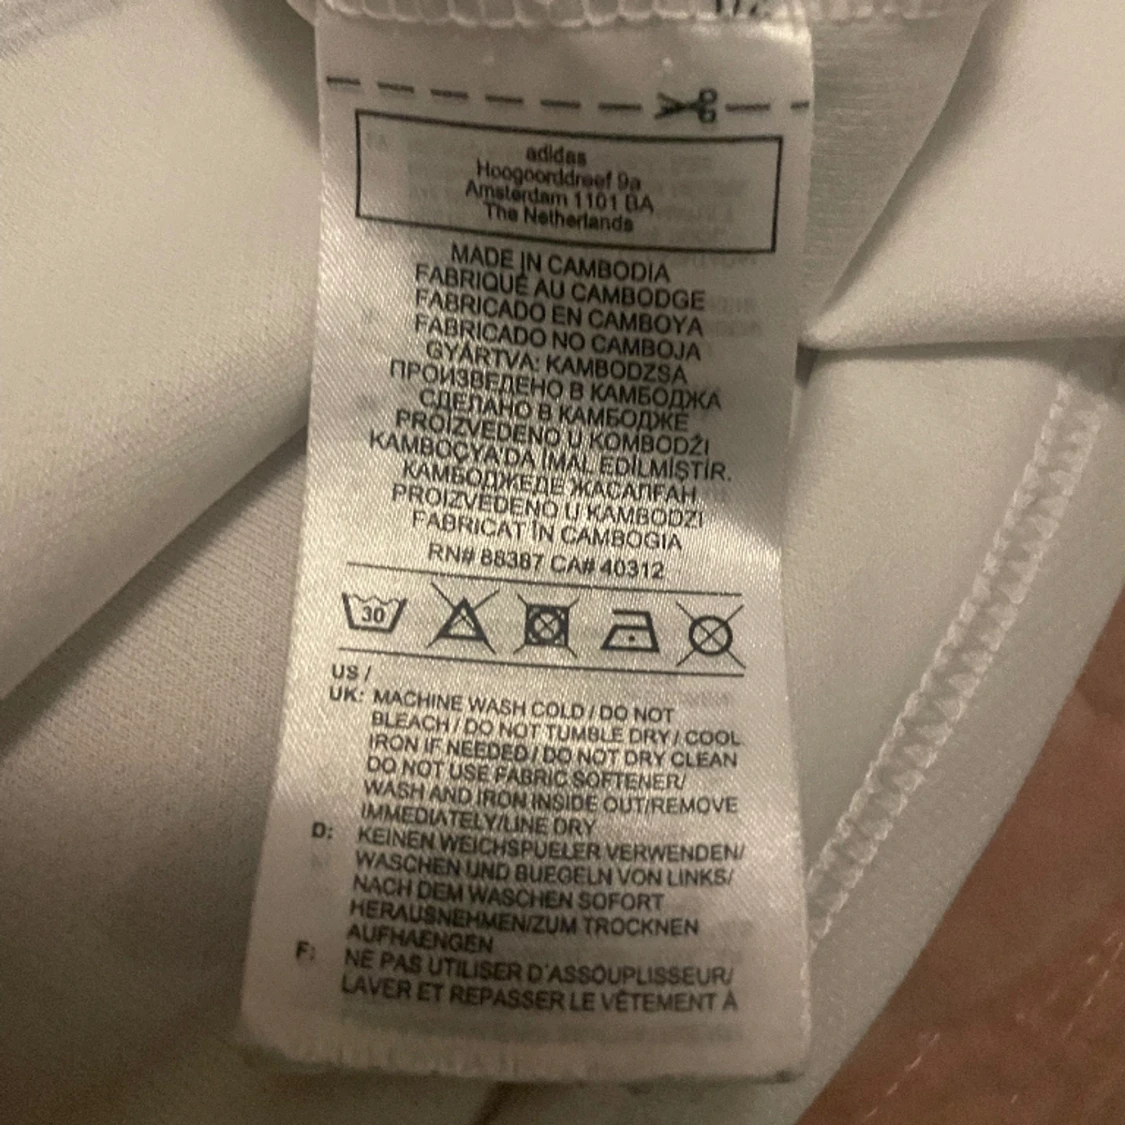 adidas
Hoogoorddreef 9a
Amsterdam 1101 BA
The Netherlands
MADE IN CAMBODIA
FABRIQUÉ AU CAMBODGE
FABRICADO EN CAMBOYA
FABRICADO NO CAMBOJA
GYÁRTVA: KAMBODZSA
ПРОИЗВЕДЕНО В КАМБОДЖА
СДЕЛАНО В КАМБОДЖЕ
PROIZVEDENO U KOMBODŽI
KAMBOÇYA'DA İMAL EDİLMİŞTİR.
КАМБОДЖЕДЕ ЖАСАЛҒАН
PROIZVEDENO U KAMBODZI
FABRICAT ÎN CAMBOGIA
RN# 88387 CA# 40312
30
US /
UK: MACHINE WASH COLD / DO NOT
BLEACH / DO NOT TUMBLE DRY / COOL
IRON IF NEEDED / DO NOT DRY CLEAN
DO NOT USE FABRIC SOFTENER/
WASH AND IRON INSIDE OUT/REMOVE
IMMEDIATELY/LINE DRY
D: KEINEN WEICHSPUELER VERWENDEN/
WASCHEN UND BUEGELN VON LINKS/
NACH DEM WASCHEN SOFORT
HERAUSNEHMEN/ZUM TROCKNEN
AUFHAENGEN
F: NE PAS UTILISER D'ASSOUPLISSEUR/
LAVER ET REPASSER LE VÊTEMENT À